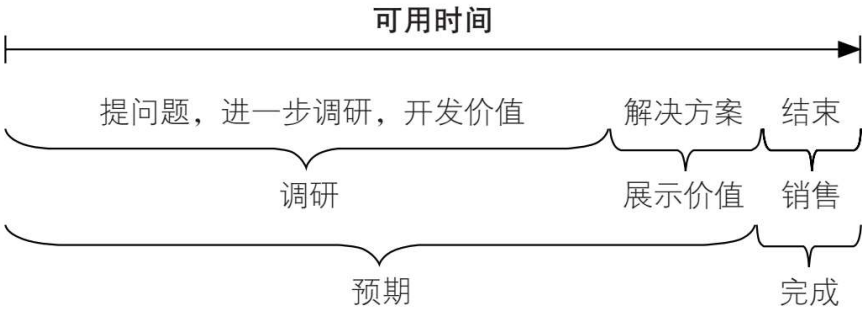 可用时间
提问题，进一步调研，开发价值 解决方案 结束
调研 展示价值 销售
预期 完成